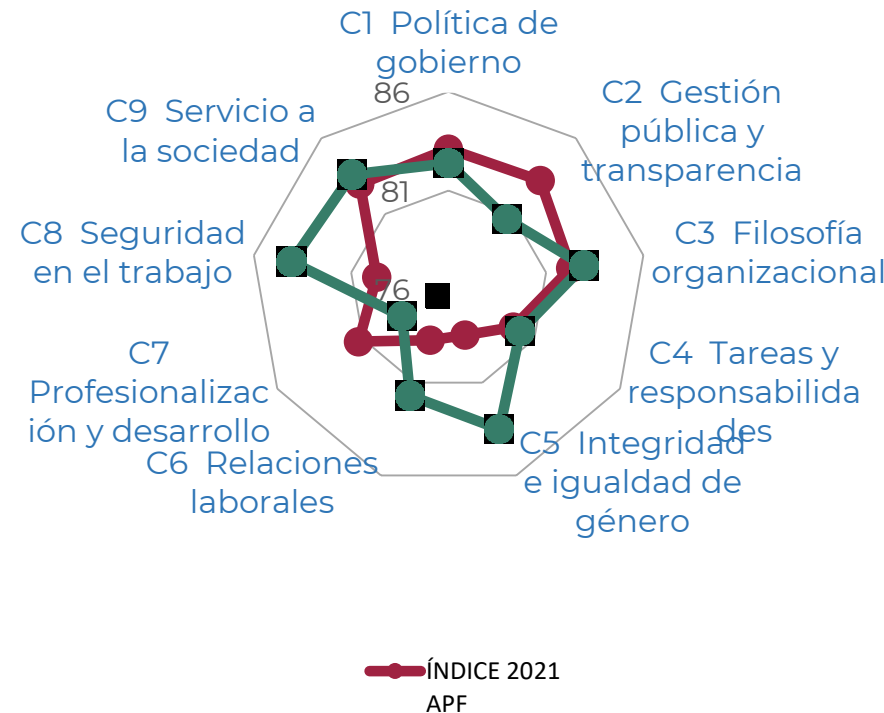 C1 Política de
gobierno
86
C2 Gestión
pública y
transparencia
C9 Servicio a
la sociedad
81
C8 Seguridad
en el trabajo
C3 Filosofía
organizacional
76
C7
Profesionalizac
ión y desarrollo
C4 Tareas y
responsabilida
des
C6 Relaciones
laborales
C5 Integridad
e igualdad de
género
ÍNDICE 2021
APF